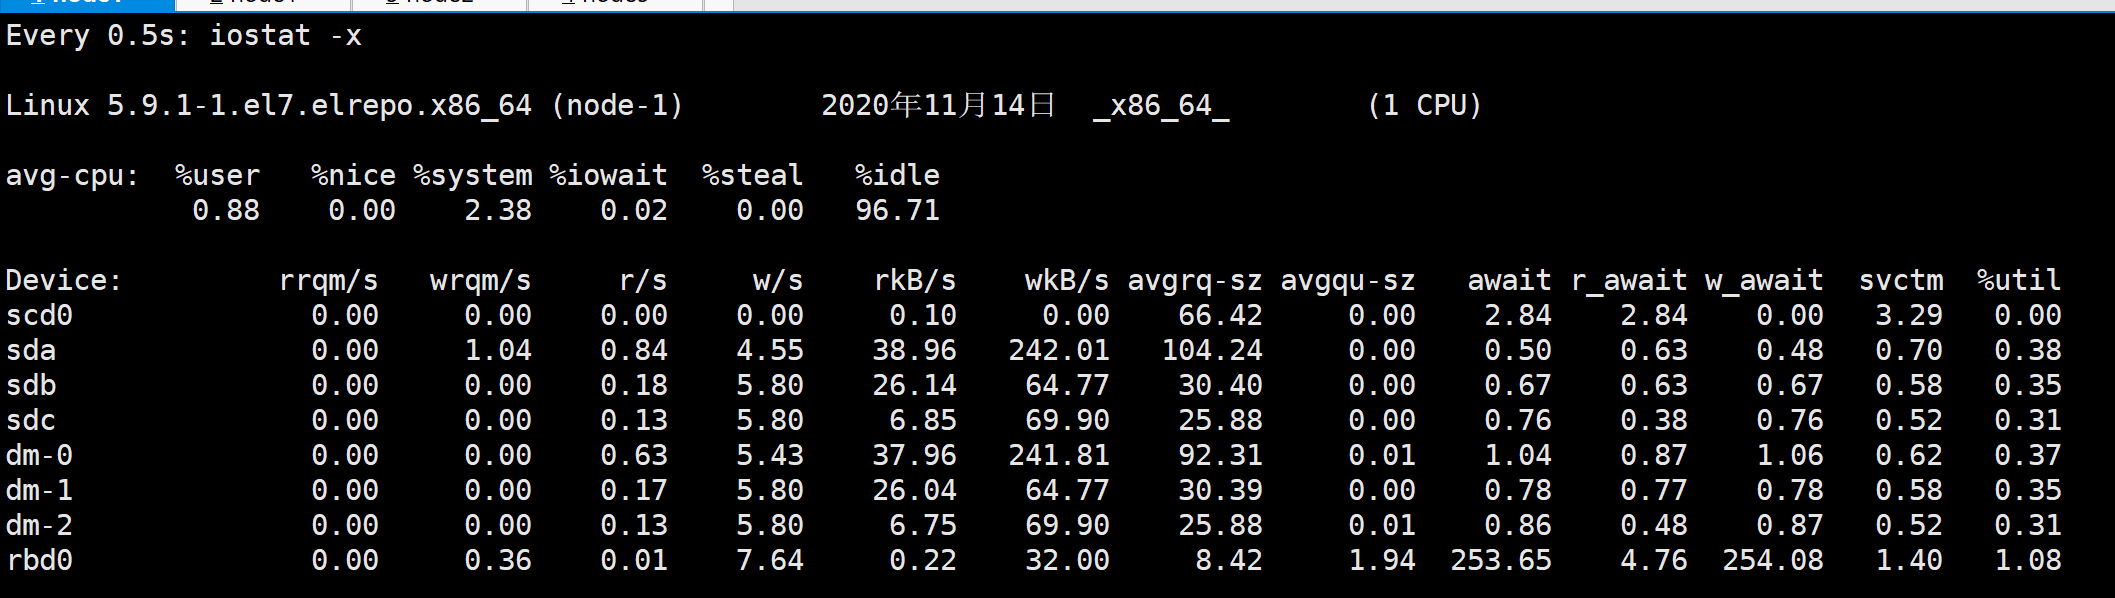 Every 0.5s: iostat -x
Linux 5.9.1-1.el7.elrepo.x86_64 (node-1) 2020年11月14日 _x86_64_ (1 CPU)
avg-cpu: %user %nice %system %iowait %steal %idle
0.88 0.00 2.38 0.02 0.00 96.71
Device: rrqm/s wrqm/s r/s w/s rkB/s wkB/s avgrq-sz avgqu-sz await r_await w_await svctm %util
scd0 0.00 0.00 0.00 0.00 0.10 0.00 66.42 0.00 2.84 2.84 0.00 3.29 0.00
sda 0.00 1.04 0.84 4.55 38.96 242.01 104.24 0.00 0.50 0.63 0.48 0.70 0.38
sdb 0.00 0.00 0.18 5.80 26.14 64.77 30.40 0.00 0.67 0.63 0.67 0.58 0.35
sdc 0.00 0.00 0.13 5.80 6.85 69.90 25.88 0.00 0.76 0.38 0.76 0.52 0.31
dm-0 0.00 0.00 0.63 5.43 37.96 241.81 92.31 0.01 1.04 0.87 1.06 0.62 0.37
dm-1 0.00 0.00 0.17 5.80 26.04 64.77 30.39 0.00 0.78 0.77 0.78 0.58 0.35
dm-2 0.00 0.00 0.13 5.80 6.75 69.90 25.88 0.01 0.86 0.48 0.87 0.52 0.31
rbd0 0.00 0.36 0.01 7.64 0.22 32.00 8.42 1.94 253.65 4.76 254.08 1.40 1.08